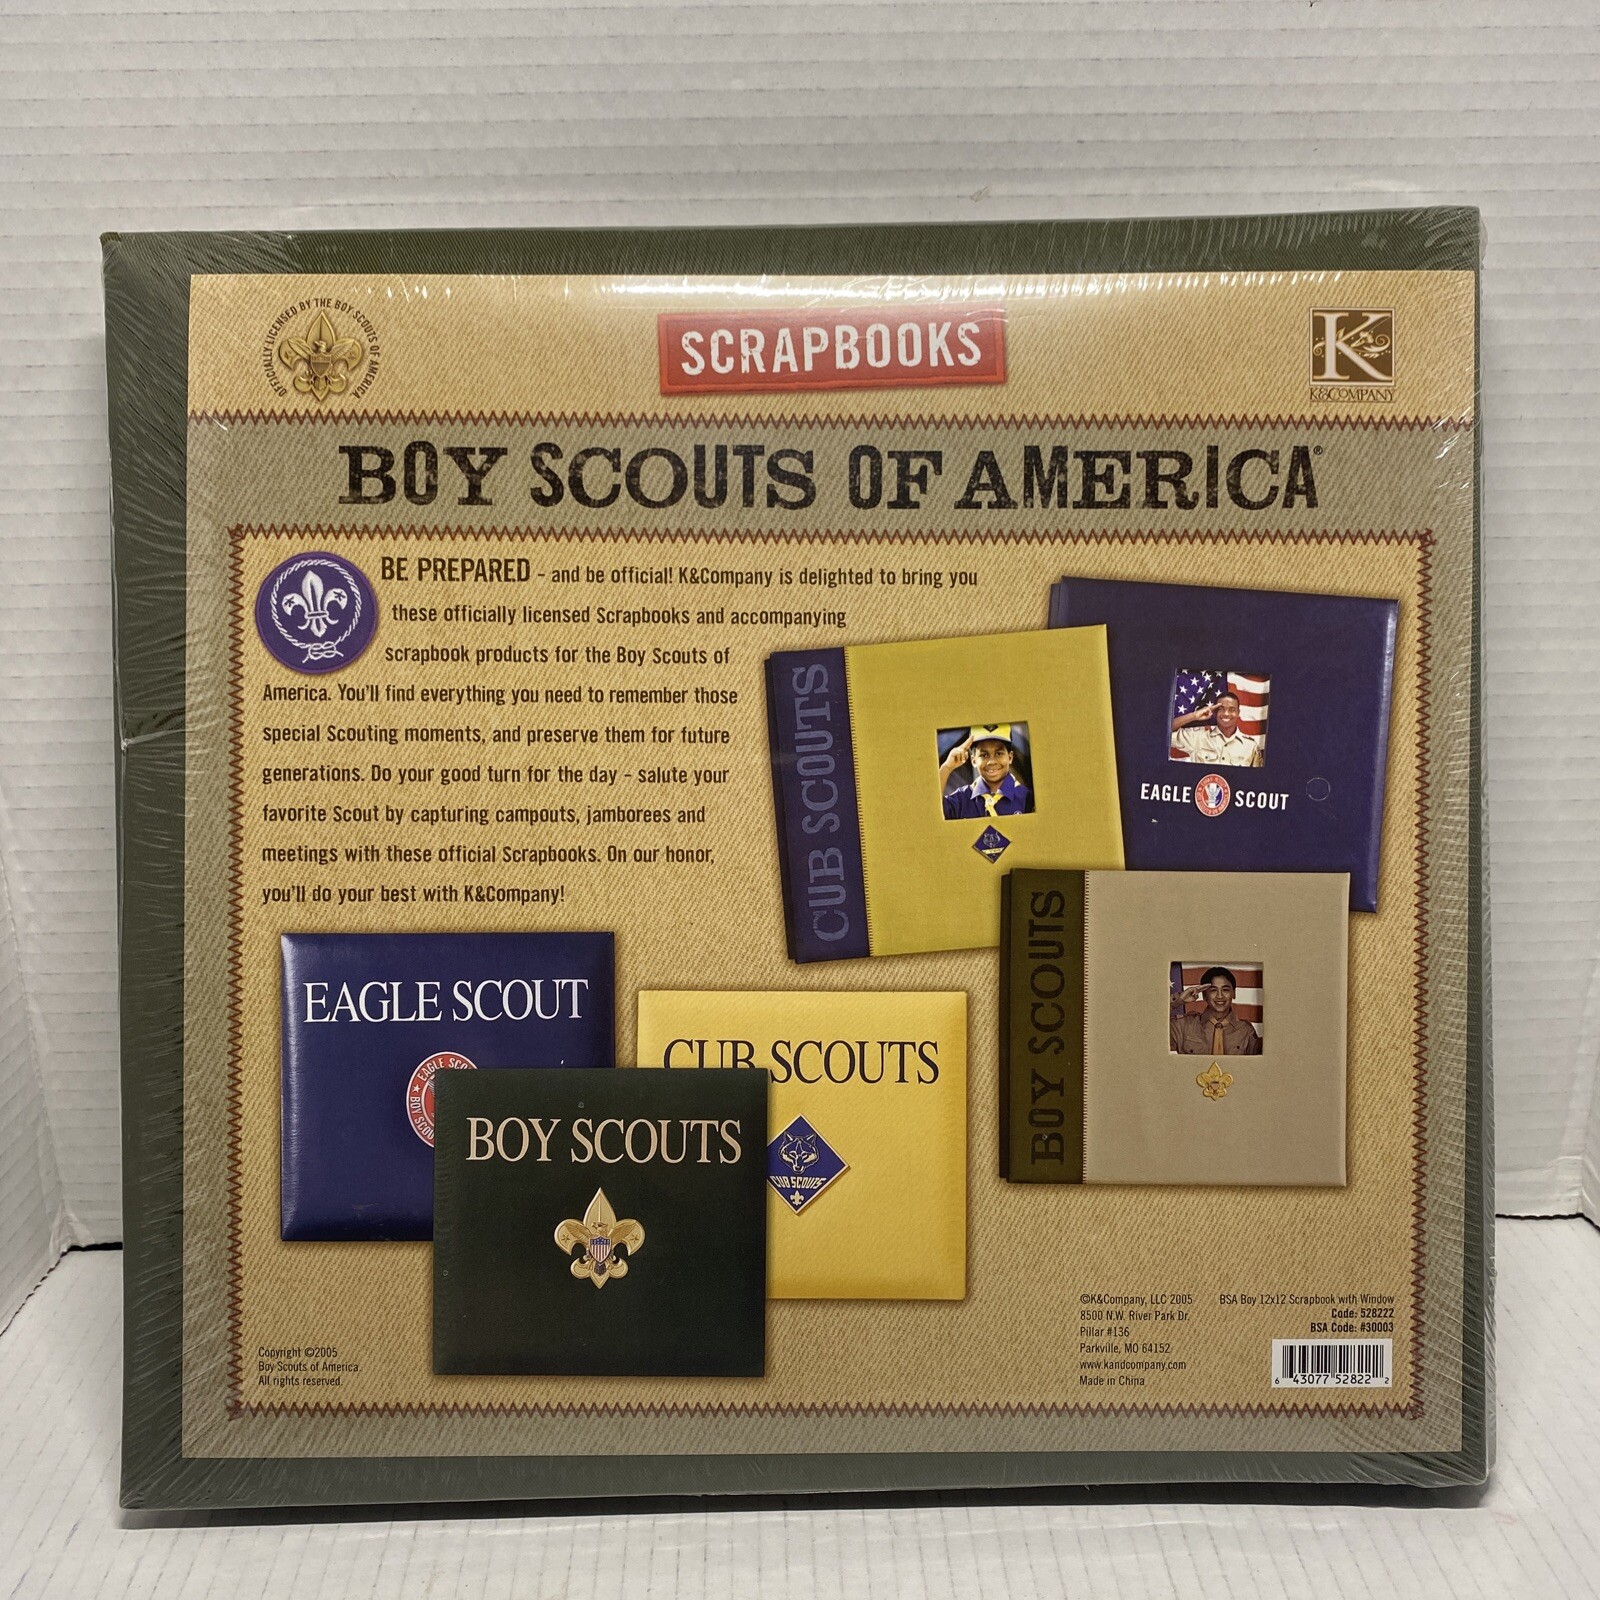 OFFICIALLY LICENSED BY THE BOY SCOUTS OF AMERICA
SCRAPBOOKS
K
K&COMPANY
BOY SCOUTS OF AMERICA®
BE PREPARED - and be official! K&Company is delighted to bring you
these officially licensed Scrapbooks and accompanying
scrapbook products for the Boy Scouts of
America. You'll find everything you need to remember those
special Scouting moments, and preserve them for future
generations. Do your good turn for the day - salute your
favorite Scout by capturing campouts, jamborees and
meetings with these official Scrapbooks. On our honor,
you'll do your best with K&Company!
CUB SCOUTS
EAGLE SCOUT
BOY SCOUTS
EAGLE SCOUT
EAGLE SCO
BOY SCOU
CUB SCOUTS
CUB SCOUTS
BOY SCOUTS
Copyright ©2005
Boy Scouts of America.
All rights reserved.
©K&Company, LLC 2005
8500 N.W. River Park Dr.
Pillar #136
Parkville, MO 64152
www.kandcompany.com
Made in China
BSA Boy 12x12 Scrapbook with Window
Code: 528222
BSA Code: #30003
6 43077 52822 2